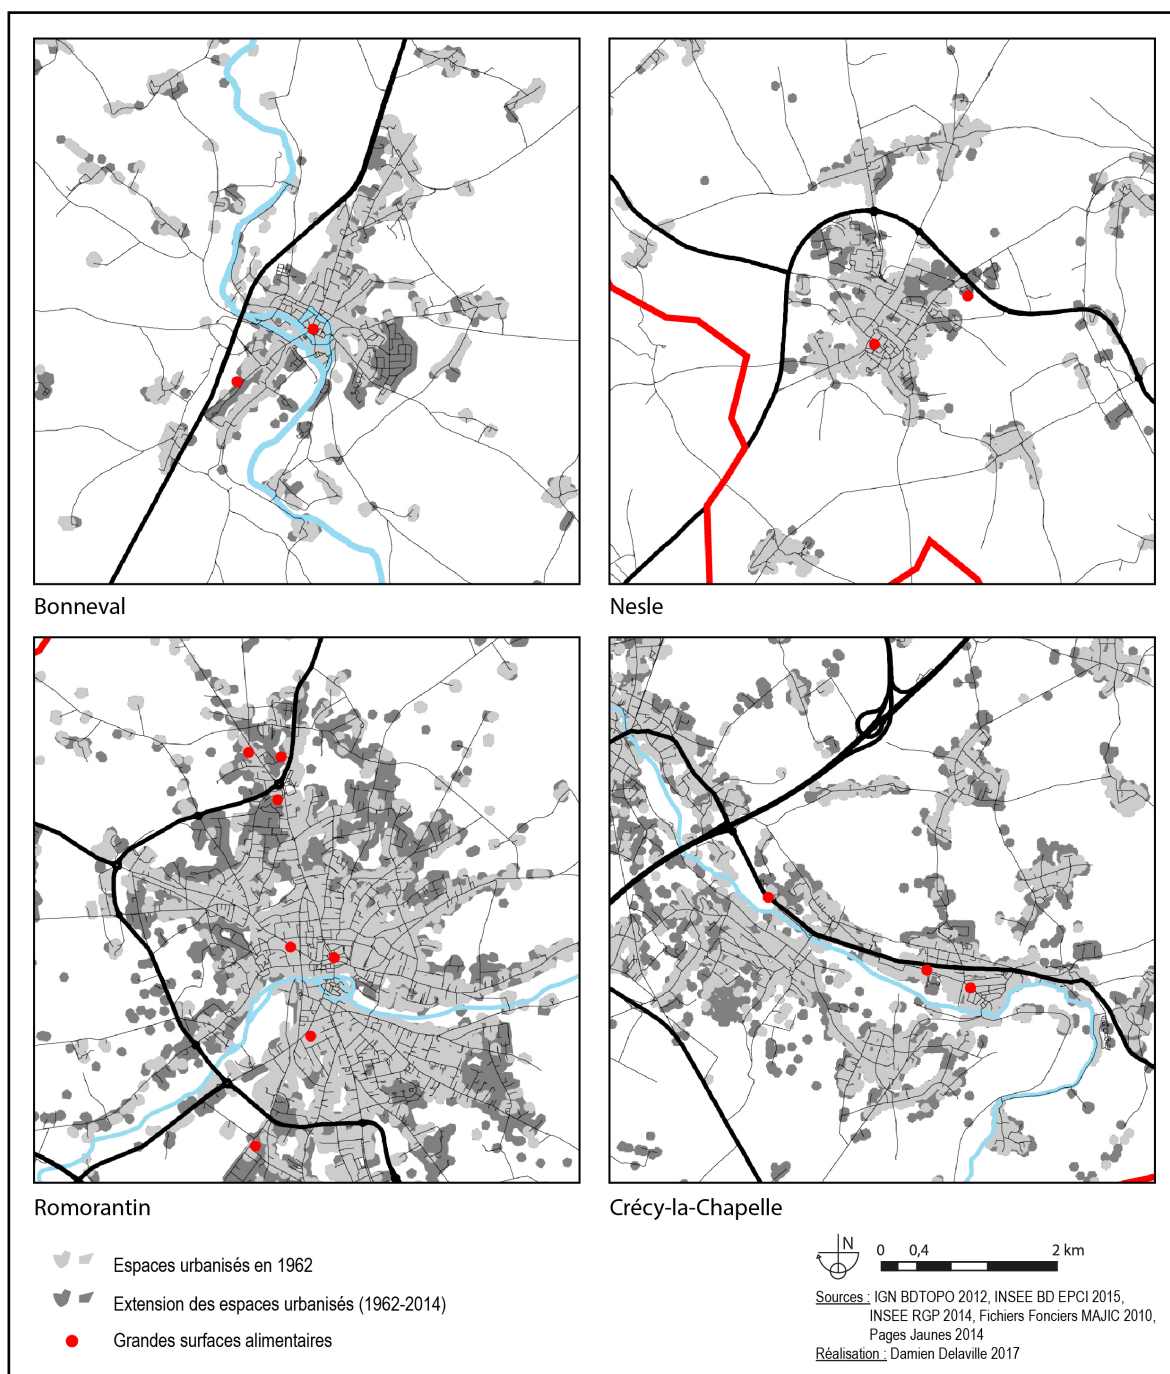 Bonneval
Nesle
Romorantin
Crécy-la-Chapelle
Espaces urbanisés en 1962
Extension des espaces urbanisés (1962-2014)
Grandes surfaces alimentaires
N
0 0,4 2 km
Sources : IGN BDTOPO 2012, INSEE BD EPCI 2015,
INSEE RGP 2014, Fichiers Fonciers MAJIC 2010,
Pages Jaunes 2014
Réalisation : Damien Delaville 2017